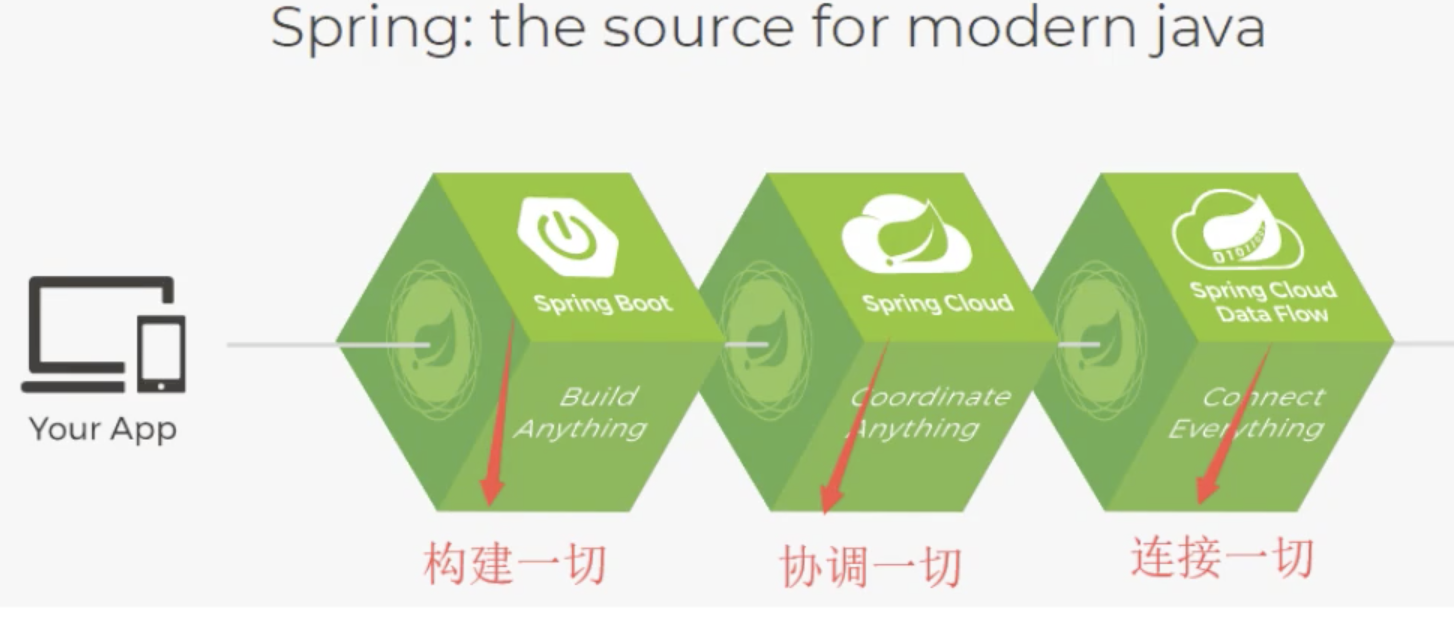 Spring: the source for modern java
Your App
Spring Boot
Build
Anything
构建一切
Spring Cloud
Coordinate
Anything
协调一切
Spring Cloud
Data Flow
Connect
Everything
连接一切